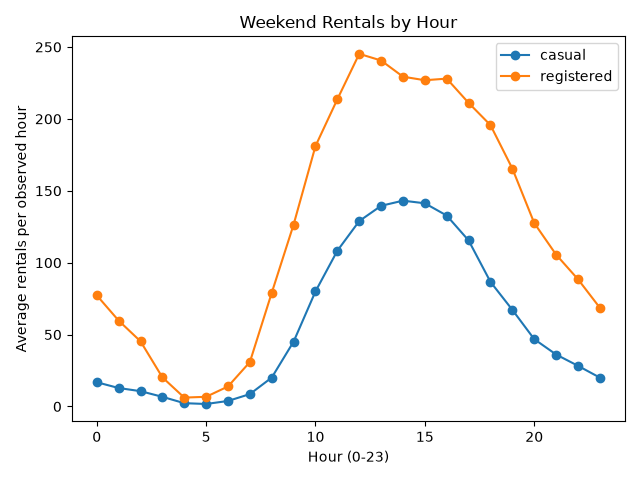 Weekend Rentals by Hour
casual
registered
Average rentals per observed hour
250
200
150
100
50
0
0 5 10 15 20
Hour (0-23)